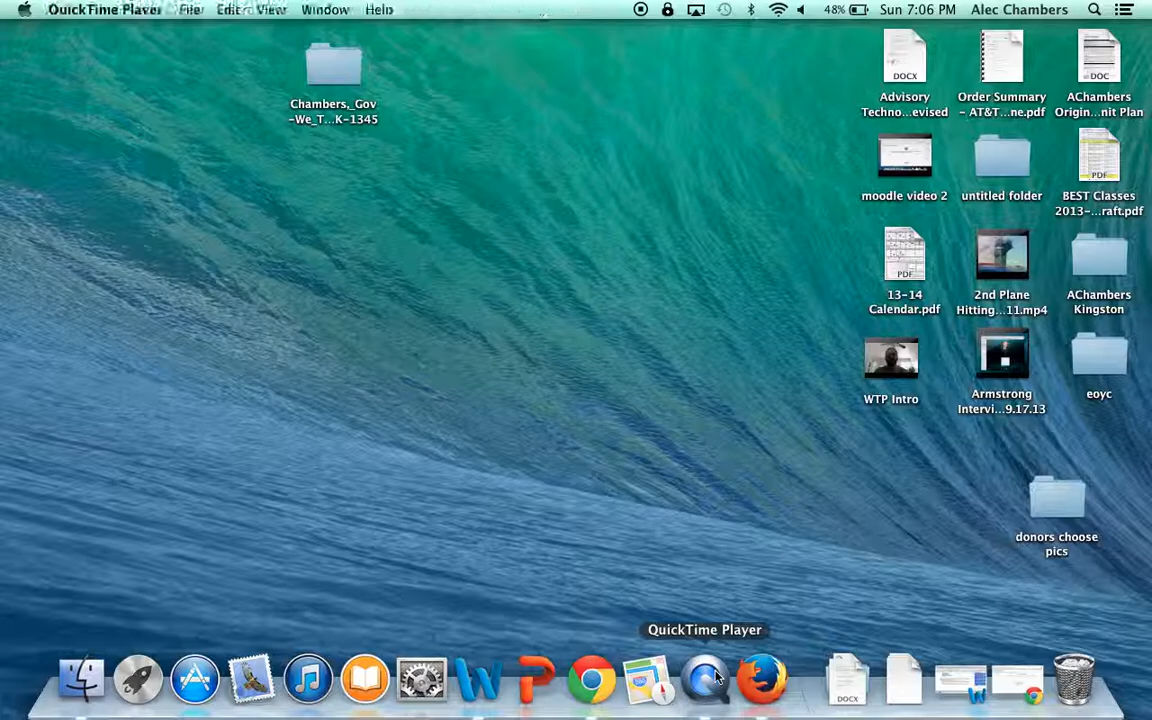 QuickTime Player File Edit View Window Help 48% Sun 7:06 PM Alec Chambers
Chambers,_Gov
-We_T...K-1345
DOCX
Advisory
Techno...evised
Order Summary
- AT&T...ne.pdf
DOC
AChambers
Origin...nit Plan
moodle video 2
untitled folder
PDF
BEST Classes
2013-...raft.pdf
PDF
13-14
Calendar.pdf
2nd Plane
Hitting...11.mp4
AChambers
Kingston
WTP Intro
Armstrong
Intervi...9.17.13
eoyc
donors choose
pics
QuickTime Player
DOCX